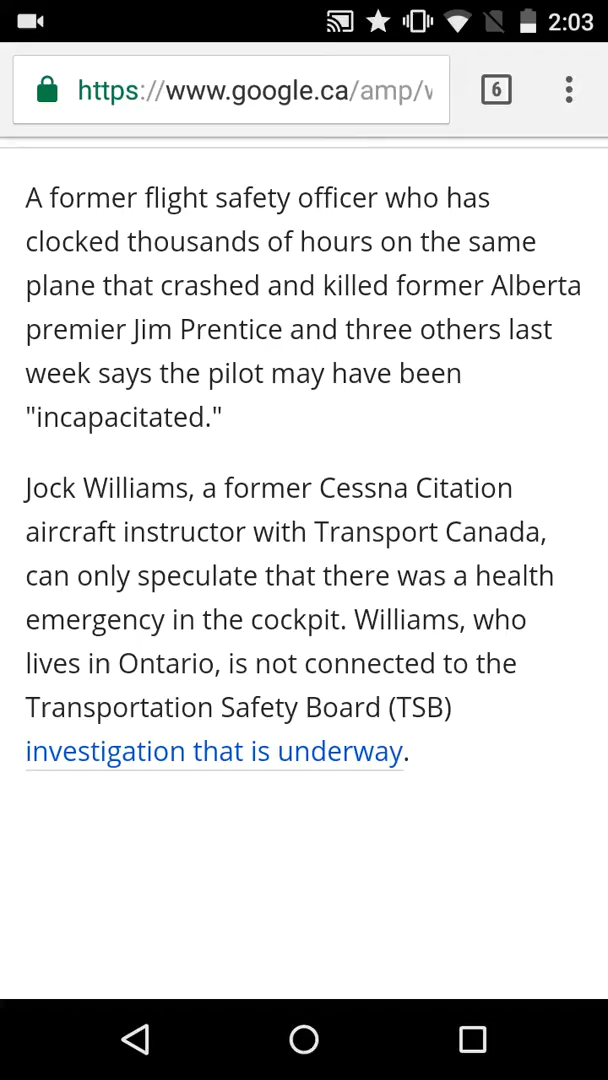 2:03
https://www.google.ca/amp/v
6
A former flight safety officer who has
clocked thousands of hours on the same
plane that crashed and killed former Alberta
premier Jim Prentice and three others last
week says the pilot may have been
"incapacitated."
Jock Williams, a former Cessna Citation
aircraft instructor with Transport Canada,
can only speculate that there was a health
emergency in the cockpit. Williams, who
lives in Ontario, is not connected to the
Transportation Safety Board (TSB)
investigation that is underway.